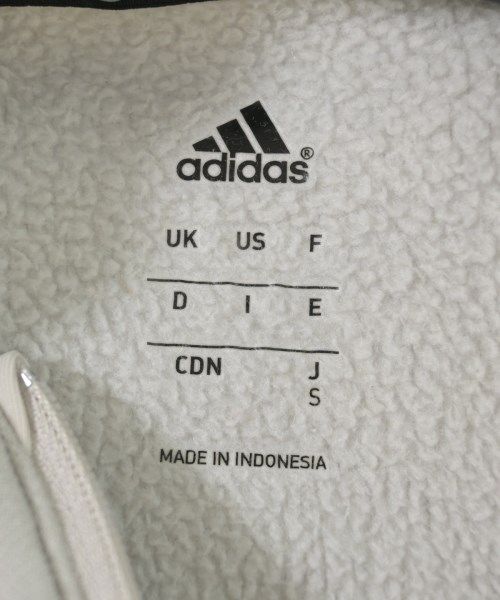 adidas®
UK US F
D I E
CDN J
S
MADE IN INDONESIA